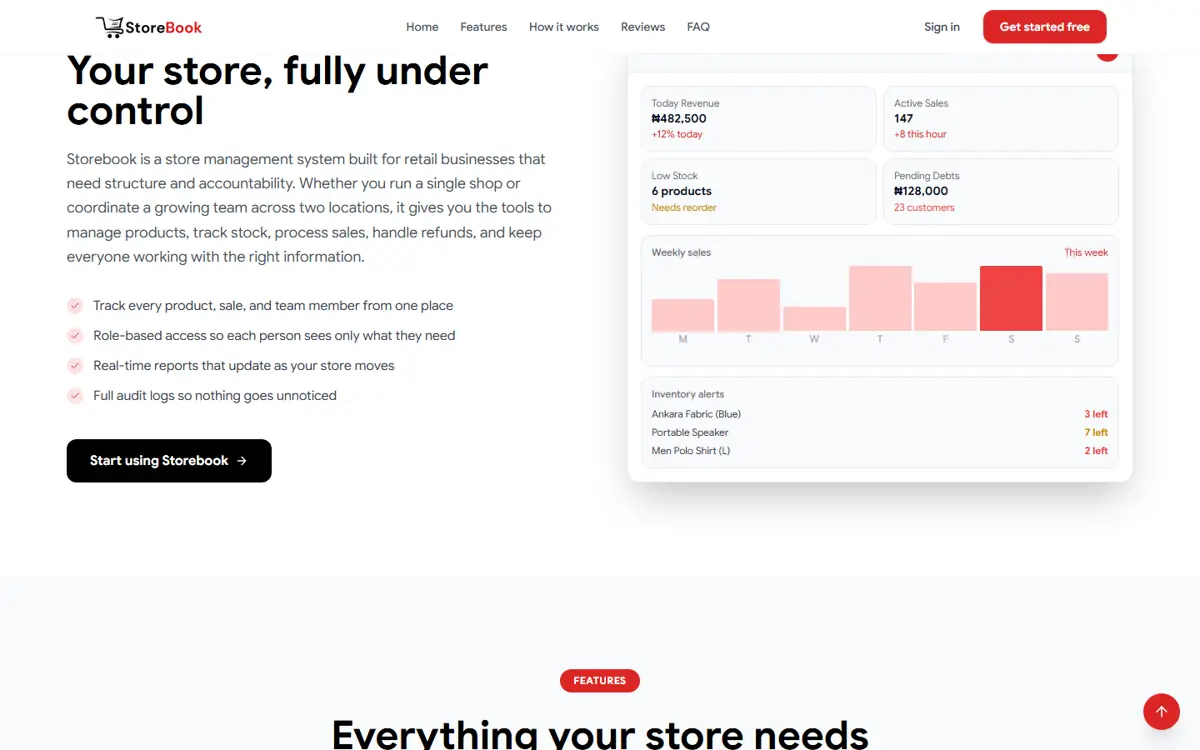 StoreBook
Home
Features
How it works
Reviews
FAQ
Sign in
Get started free
Your store, fully under
control
Storebook is a store management system built for retail businesses that
need structure and accountability. Whether you run a single shop or
coordinate a growing team across two locations, it gives you the tools to
manage products, track stock, process sales, handle refunds, and keep
everyone working with the right information.
Track every product, sale, and team member from one place
Role-based access so each person sees only what they need
Real-time reports that update as your store moves
Full audit logs so nothing goes unnoticed
Start using Storebook →
Today Revenue
₦482,500
+12% today
Active Sales
147
+8 this hour
Low Stock
6 products
Needs reorder
Pending Debts
₦128,000
23 customers
Weekly sales
This week
M T W T F S S
Inventory alerts
Ankara Fabric (Blue) 3 left
Portable Speaker 7 left
Men Polo Shirt (L) 2 left
FEATURES
Everything your store needs